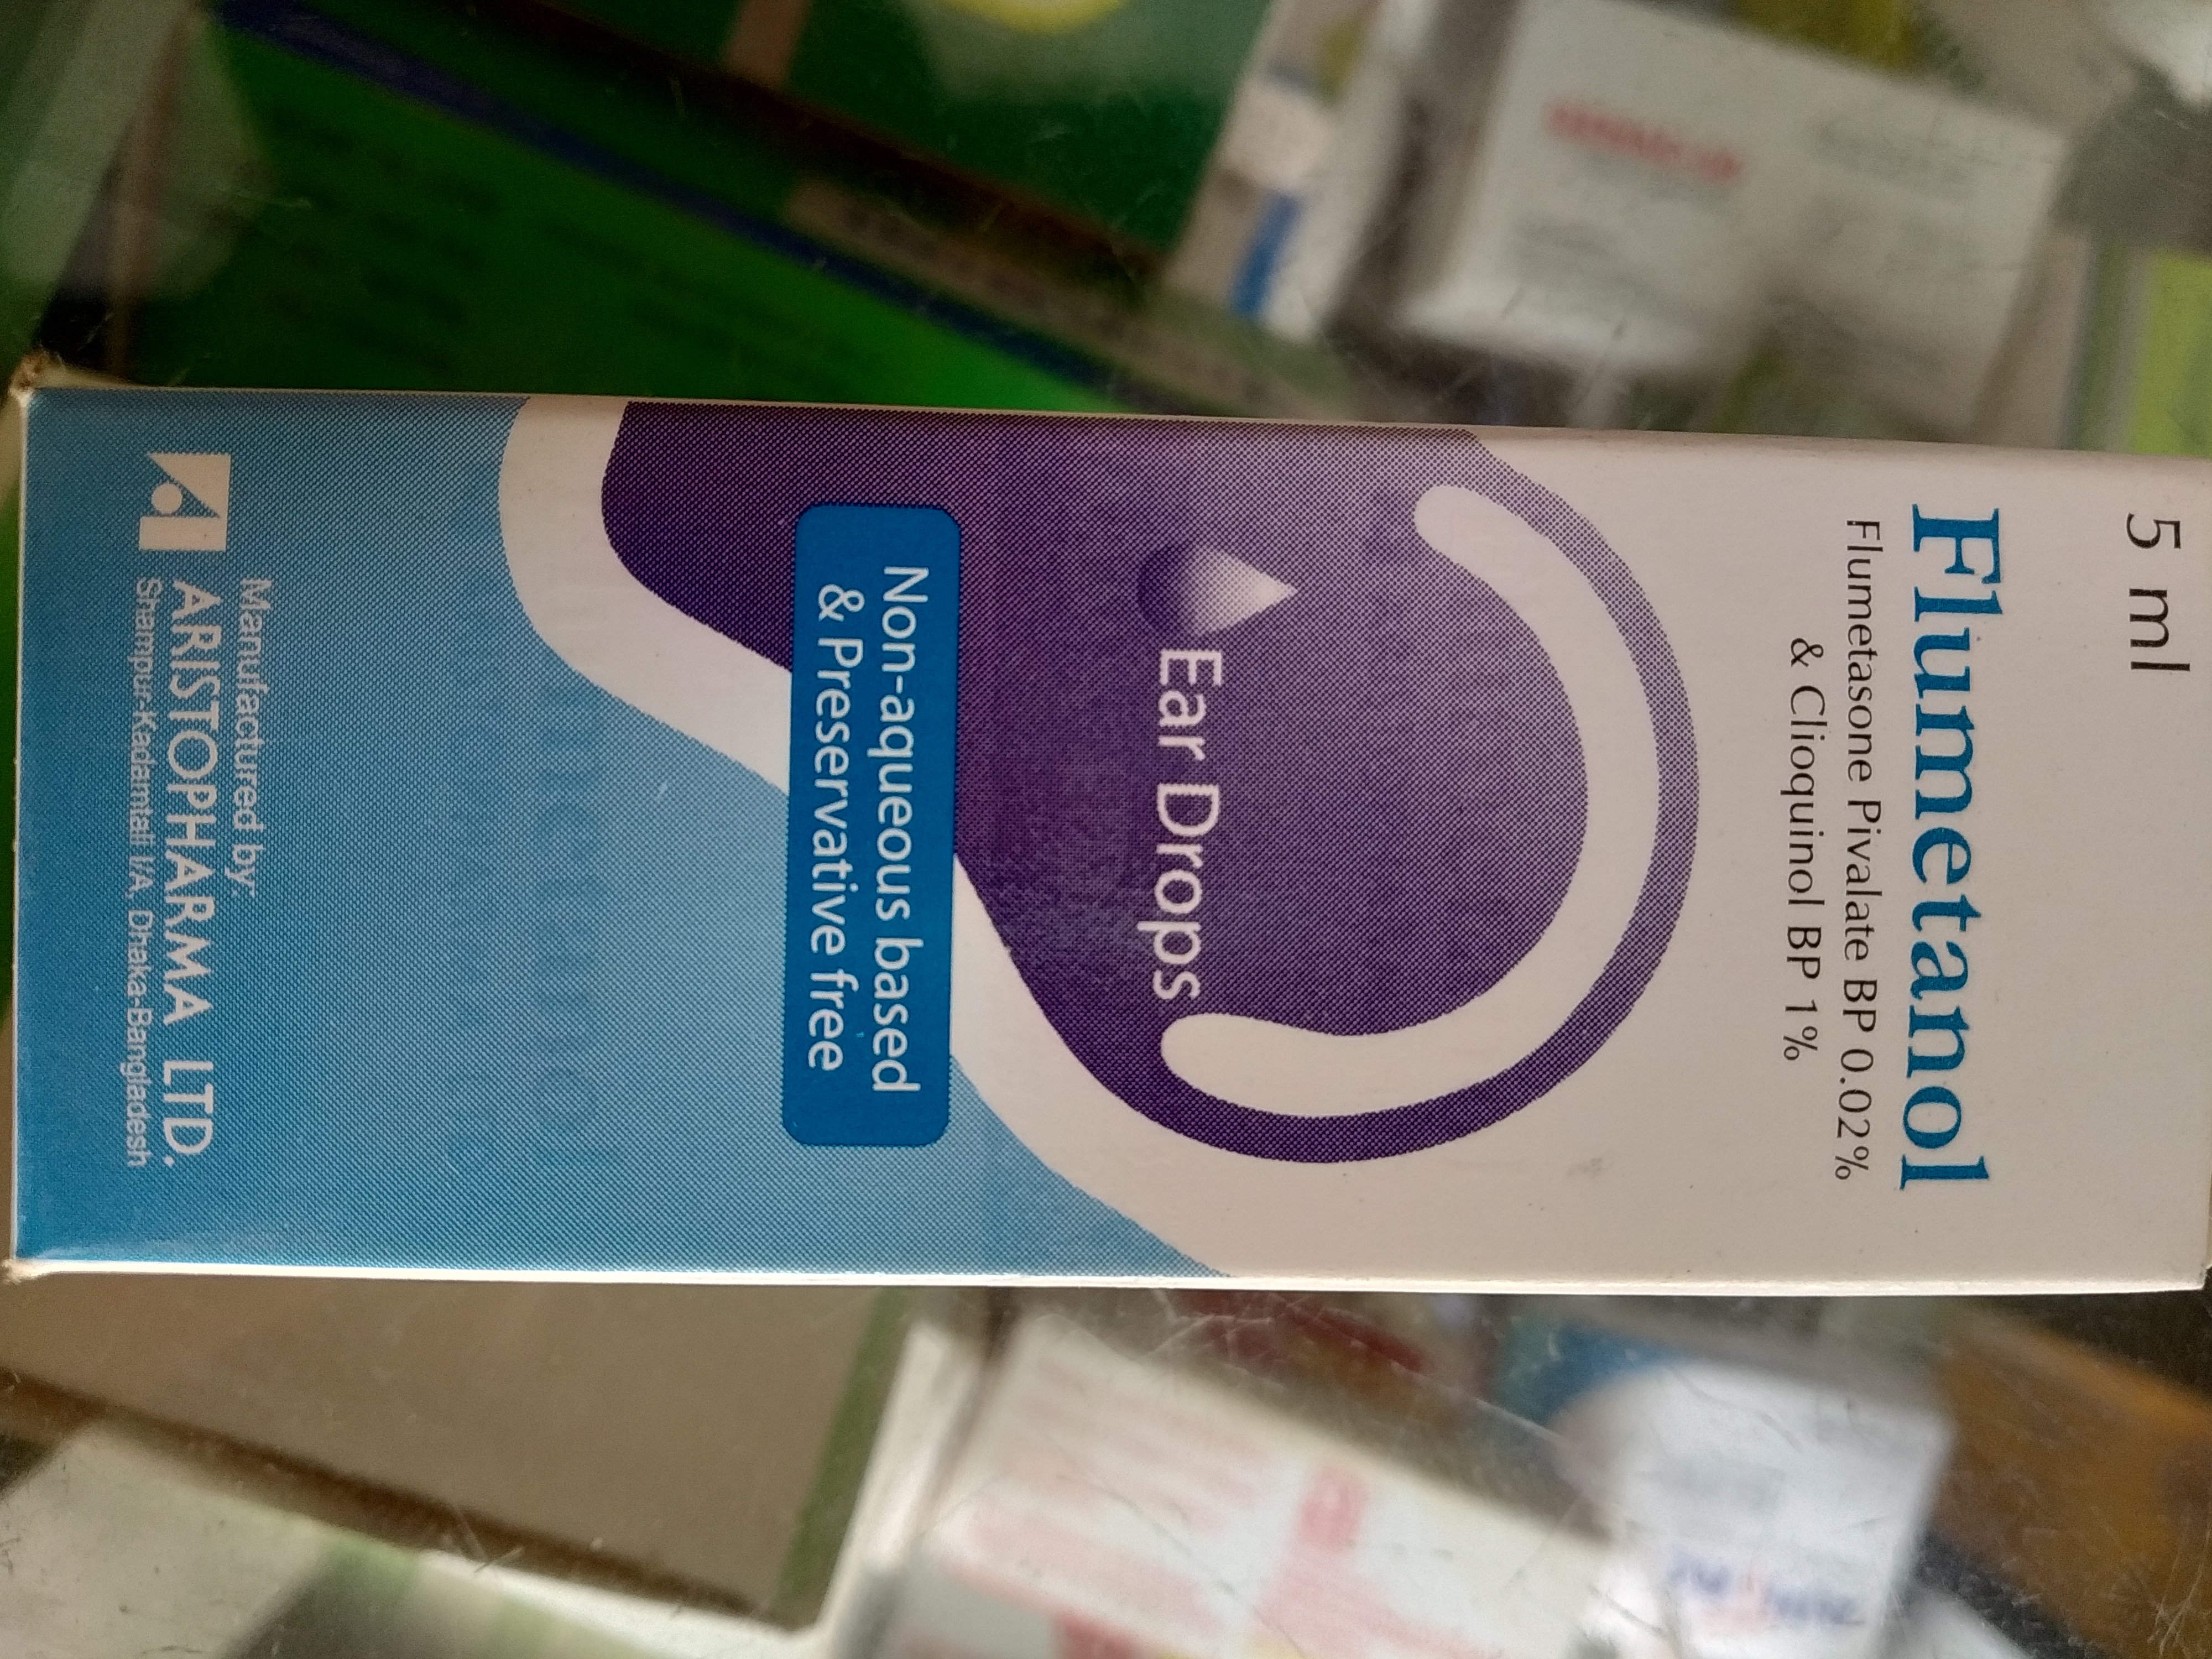 5 ml
Flumetanol
Flumetasone Pivalate BP 0.02%
& Clioquinol BP 1%
Ear Drops
Non-aqueous based
& Preservative free
Manufactured by:
ARISTOPHARMA LTD.
Shampur-Kadamtali I/A, Dhaka-Bangladesh